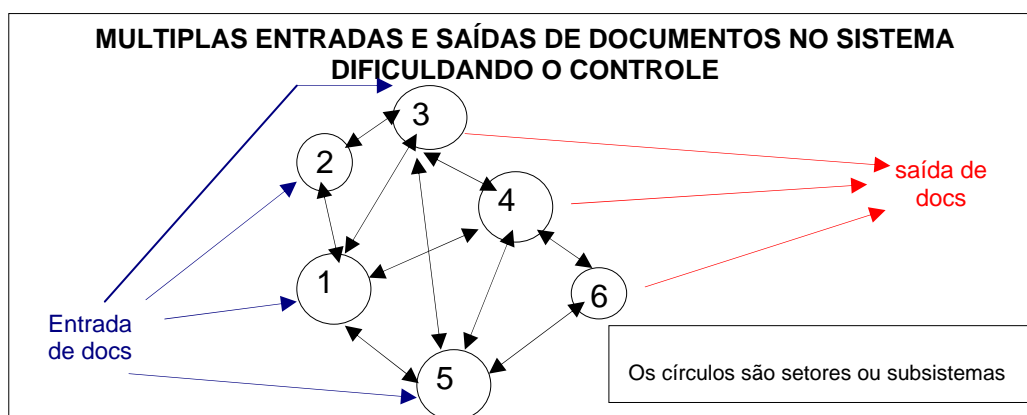 MULTIPLAS ENTRADAS E SAÍDAS DE DOCUMENTOS NO SISTEMA
DIFICULDANDO O CONTROLE
3
2
saída de
docs
4
1
6
Entrada
de docs
5
Os círculos são setores ou subsistemas